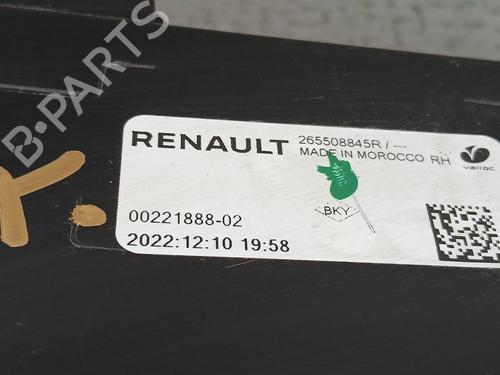 B-PARTS
RENAULT
265508845R / ---
MADE IN MOROCCO RH
varroc
BKY
00221888-02
2022:12:10 19:58